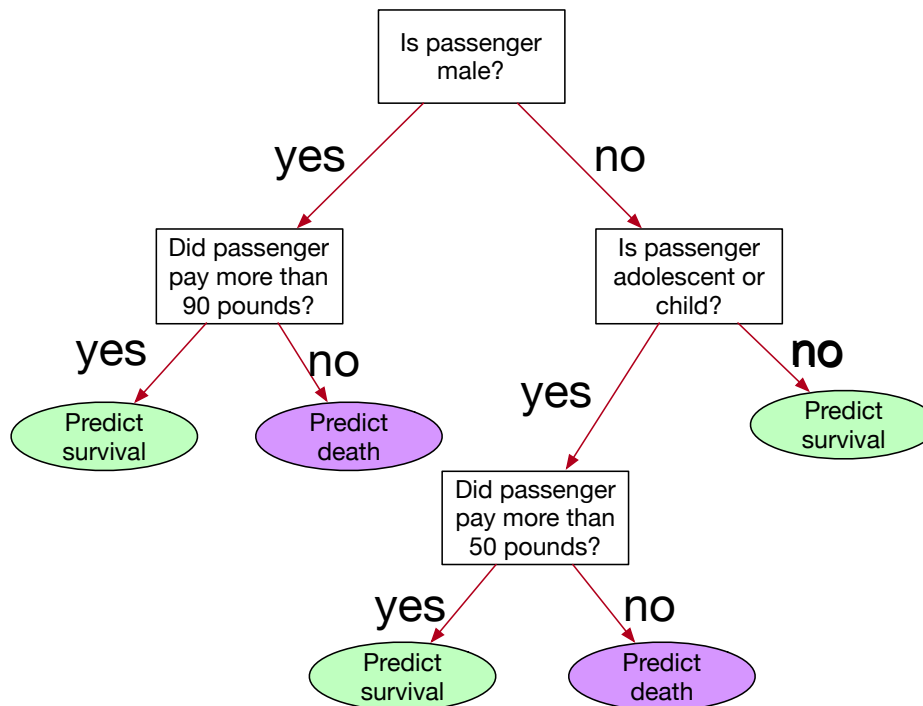 Is passenger
male?
yes
no
Did passenger
pay more than
90 pounds?
Is passenger
adolescent or
child?
yes
no
yes
no
Predict
survival
Predict
death
Predict
survival
Did passenger
pay more than
50 pounds?
yes
no
Predict
survival
Predict
death